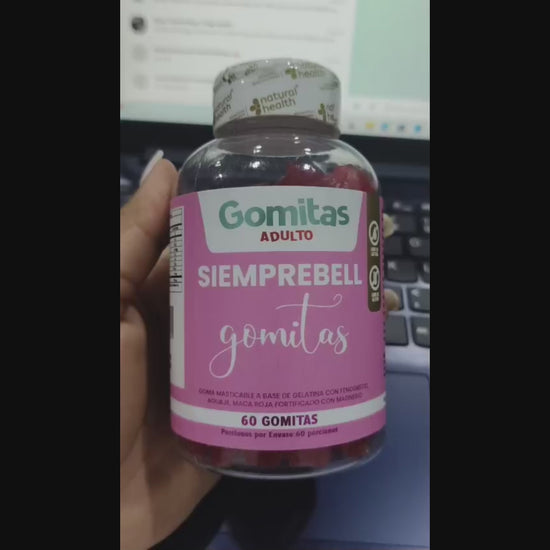 natural
health
Gomitas
ADULTO
SIEMPREBELL
gomitas
GOMA MASTICABLE A BASE DE GELATINA CON FENOGRECO,
AGUAJE, MACA ROJA FORTIFICADO CON MAGNESIO
60 GOMITAS
Porciones por Envase:60 porciones